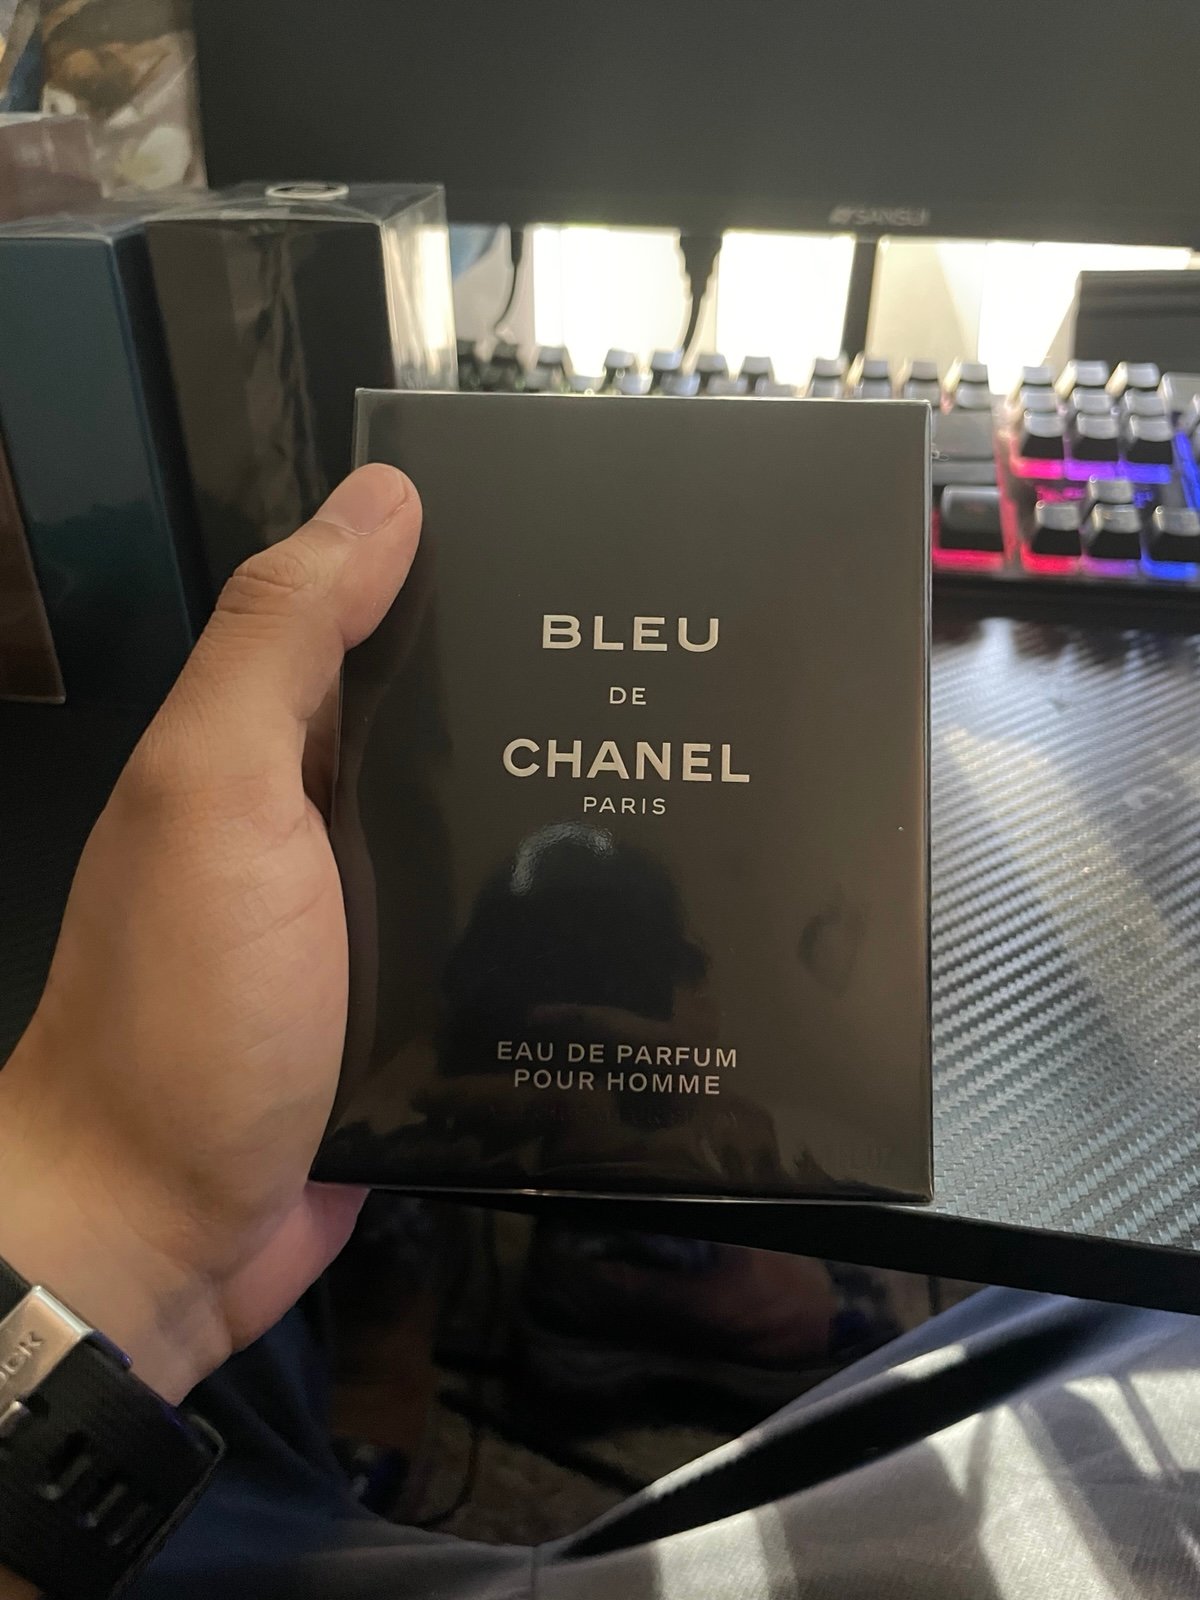 SANSUI
BLEU
DE
CHANEL
PARIS
EAU DE PARFUM
POUR HOMME